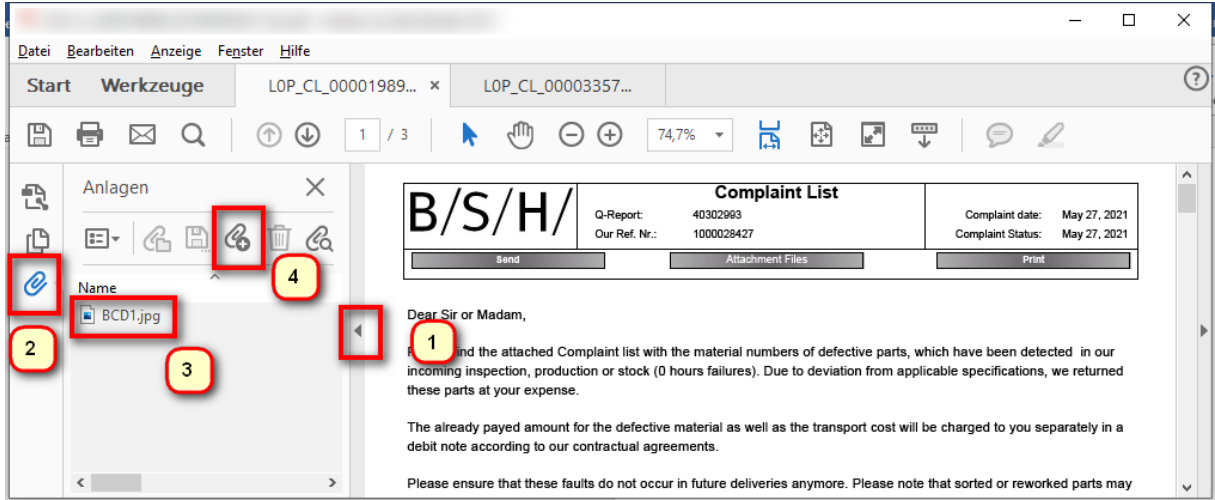 Datei Bearbeiten Anzeige Fenster Hilfe
Start Werkzeuge L0P_CL_00001989... × L0P_CL_00003357...
1 / 3 74,7%
Anlagen
4
Name
BCD1.jpg
2
3
1
B/S/H/
Complaint List
Q-Report: 40302993
Our Ref. Nr.: 1000028427
Complaint date: May 27, 2021
Complaint Status: May 27, 2021
Send Attachment Files Print
Dear Sir or Madam,
ind the attached Complaint list with the material numbers of defective parts, which have been detected in our
incoming inspection, production or stock (0 hours failures). Due to deviation from applicable specifications, we returned
these parts at your expense.
The already payed amount for the defective material as well as the transport cost will be charged to you separately in a
debit note according to our contractual agreements.
Please ensure that these faults do not occur in future deliveries anymore. Please note that sorted or reworked parts may